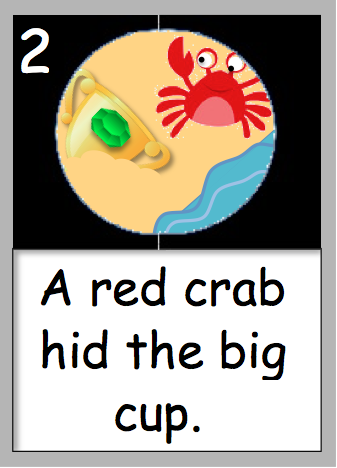 2
A red crab
hid the big
cup.